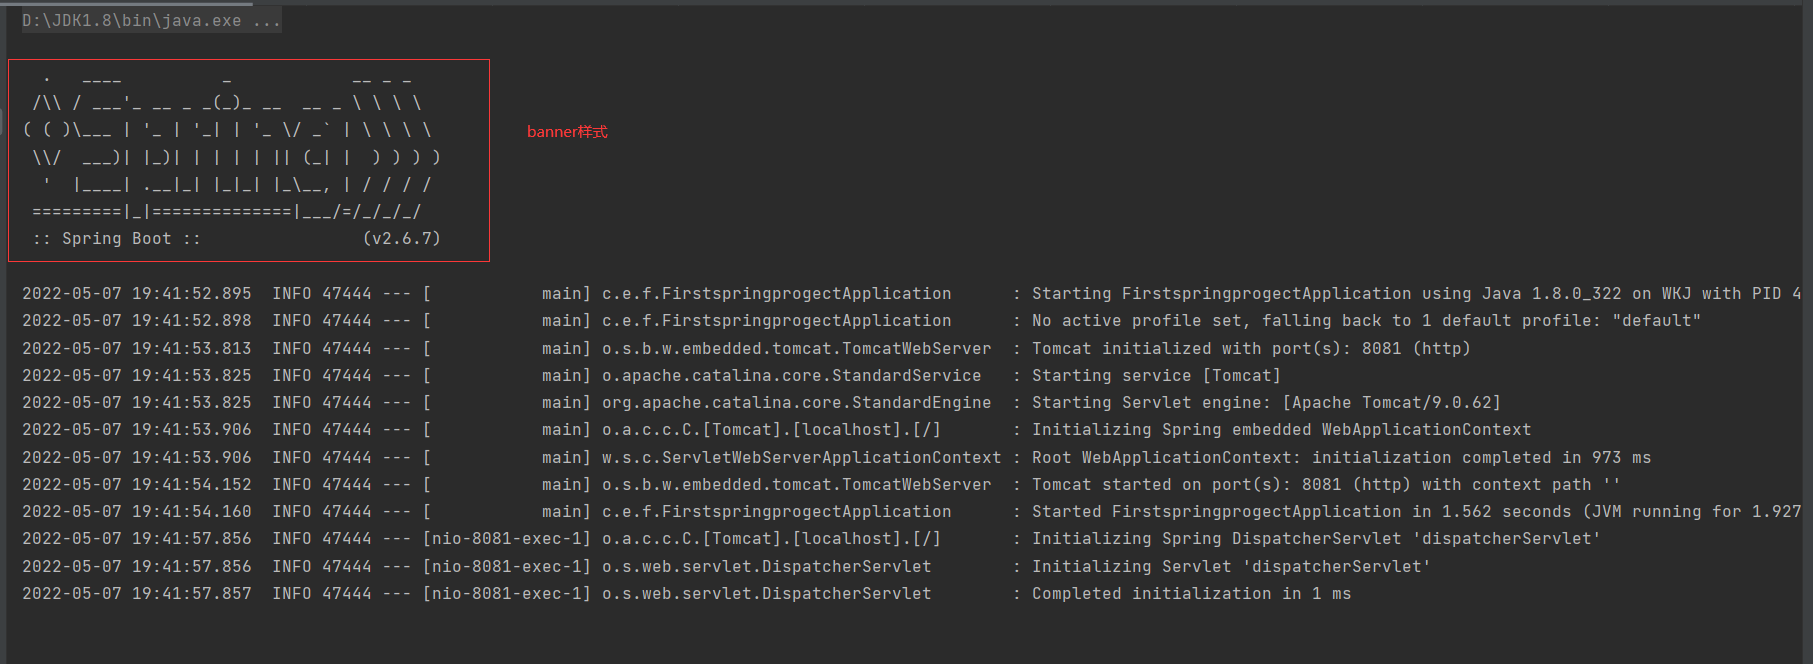 D:\JDK1.8\bin\java.exe ...
  .   ____          _            __ _ _
 /\\ / ___'_ __ _ _(_)_ __  __ _ \ \ \ \
( ( )\___ | '_ | '_| | '_ \/ _` | \ \ \ \
 \\/  ___)| |_)| | | | | || (_| |  ) ) ) )
  '  |____| .__|_| |_|_| |_\__, | / / / /
 =========|_|==============|___/=/_/_/_/
 :: Spring Boot ::                (v2.6.7)
banner样式
2022-05-07 19:41:52.895  INFO 47444 --- [           main] c.e.f.FirstspringprogectApplication      : Starting FirstspringprogectApplication using Java 1.8.0_322 on WKJ with PID 4
2022-05-07 19:41:52.898  INFO 47444 --- [           main] c.e.f.FirstspringprogectApplication      : No active profile set, falling back to 1 default profile: "default"
2022-05-07 19:41:53.813  INFO 47444 --- [           main] o.s.b.w.embedded.tomcat.TomcatWebServer  : Tomcat initialized with port(s): 8081 (http)
2022-05-07 19:41:53.825  INFO 47444 --- [           main] o.apache.catalina.core.StandardService   : Starting service [Tomcat]
2022-05-07 19:41:53.825  INFO 47444 --- [           main] org.apache.catalina.core.StandardEngine  : Starting Servlet engine: [Apache Tomcat/9.0.62]
2022-05-07 19:41:53.906  INFO 47444 --- [           main] o.a.c.c.C.[Tomcat].[localhost].[/]       : Initializing Spring embedded WebApplicationContext
2022-05-07 19:41:53.906  INFO 47444 --- [           main] w.s.c.ServletWebServerApplicationContext : Root WebApplicationContext: initialization completed in 973 ms
2022-05-07 19:41:54.152  INFO 47444 --- [           main] o.s.b.w.embedded.tomcat.TomcatWebServer  : Tomcat started on port(s): 8081 (http) with context path ''
2022-05-07 19:41:54.160  INFO 47444 --- [           main] c.e.f.FirstspringprogectApplication      : Started FirstspringprogectApplication in 1.562 seconds (JVM running for 1.927
2022-05-07 19:41:57.856  INFO 47444 --- [nio-8081-exec-1] o.a.c.c.C.[Tomcat].[localhost].[/]       : Initializing Spring DispatcherServlet 'dispatcherServlet'
2022-05-07 19:41:57.856  INFO 47444 --- [nio-8081-exec-1] o.s.web.servlet.DispatcherServlet        : Initializing Servlet 'dispatcherServlet'
2022-05-07 19:41:57.857  INFO 47444 --- [nio-8081-exec-1] o.s.web.servlet.DispatcherServlet        : Completed initialization in 1 ms